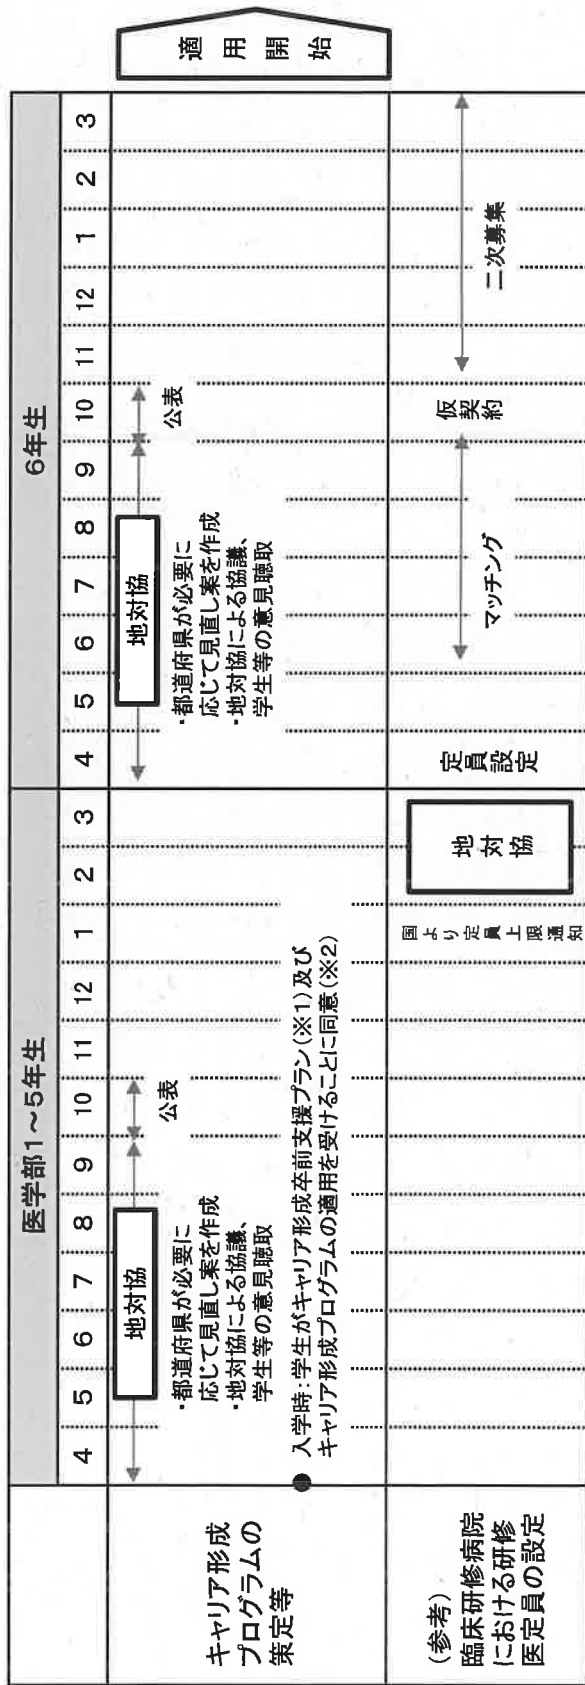 医学部1～5年生
6年生
4 5 6 7 8 9 10 11 12 1 2 3
4 5 6 7 8 9 10 11 12 1 2 3
キャリア形成
プログラムの
策定等
地対協
公表
・都道府県が必要に
応じて見直し案を作成
・地対協による協議、
学生等の意見聴取
入学時：学生がキャリア形成卒前支援プラン(※1)及び
キャリア形成プログラムの適用を受けることに同意(※2)
地対協
公表
・都道府県が必要に
応じて見直し案を作成
・地対協による協議、
学生等の意見聴取
適用開始
(参考)
臨床研修病院
における研修
医定員の設定
国より定員上限通知
地対協
定員設定
マッチング
仮契約
二次募集